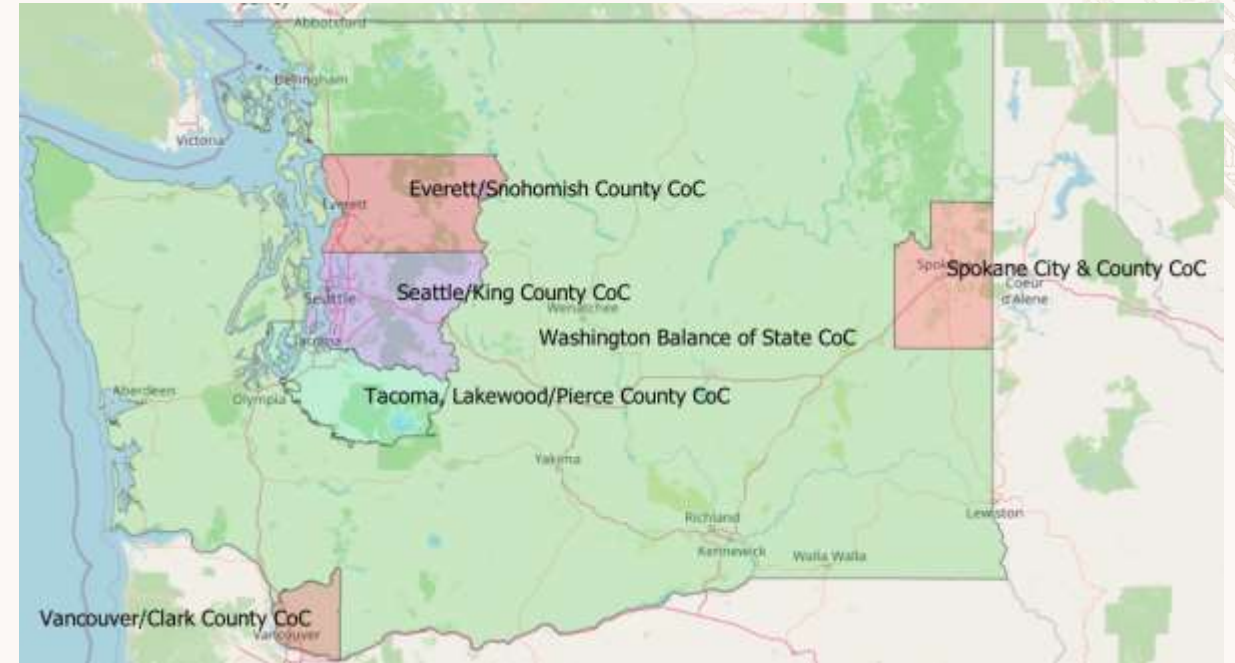 Abbotsford
Bellingham
Victoria
Everett/Snohomish County CoC
Everett
Spokane City & County CoC
Seattle/King County CoC
Coeur
d'Alene
Seattle
Wenatchee
Washington Balance of State CoC
Tacoma
Aberdeen
Olympia
Tacoma, Lakewood/Pierce County CoC
Yakima
Richland
Lewiston
Kennewick
Walla Walla
Vancouver/Clark County CoC
Vancouver